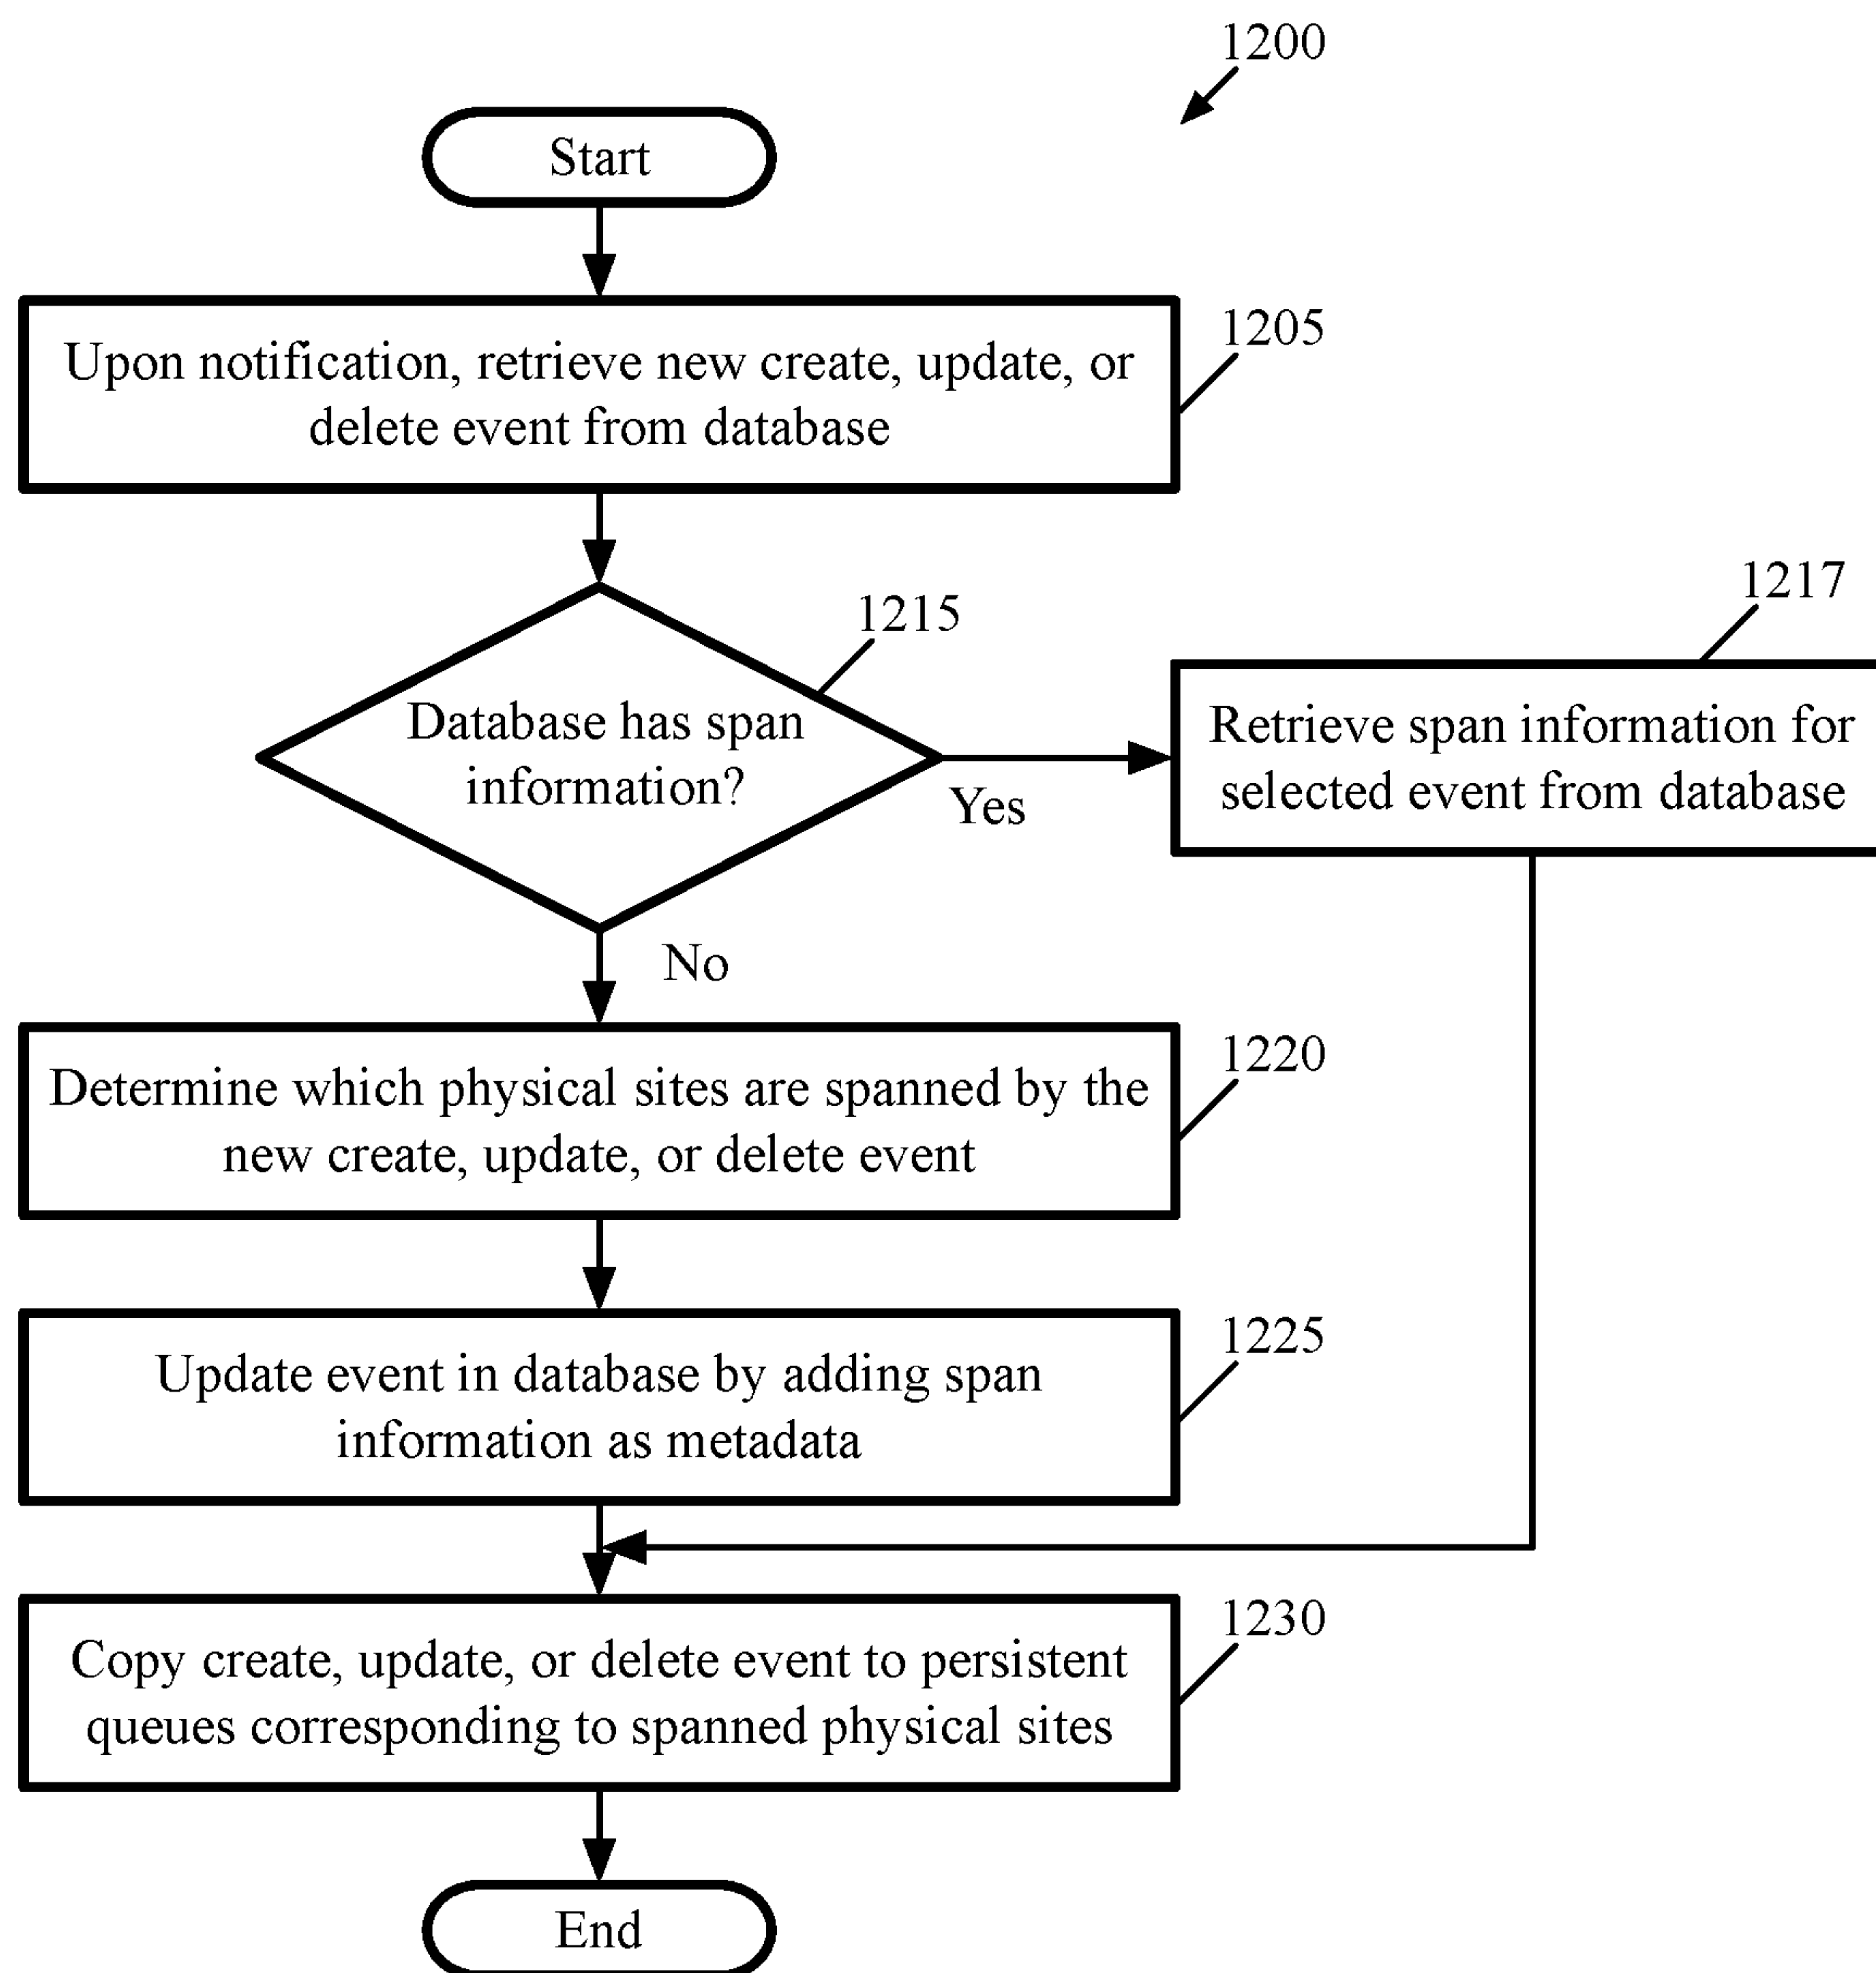 1200
Start
1205
Upon notification, retrieve new create, update, or
delete event from database
1215
Database has span
information?
Yes
1217
Retrieve span information for
selected event from database
No
1220
Determine which physical sites are spanned by the
new create, update, or delete event
1225
Update event in database by adding span
information as metadata
1230
Copy create, update, or delete event to persistent
queues corresponding to spanned physical sites
End